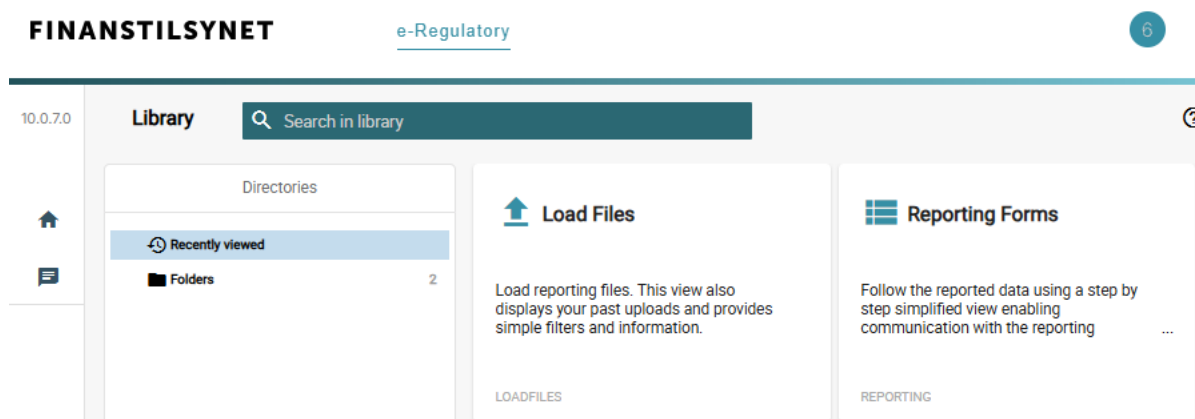 FINANSTILSYNET
e-Regulatory
6
10.0.7.0
Library
Search in library
Directories
Recently viewed
Folders
2
Load Files
Load reporting files. This view also
displays your past uploads and provides
simple filters and information.
LOADFILES
Reporting Forms
Follow the reported data using a step by
step simplified view enabling
communication with the reporting ...
REPORTING